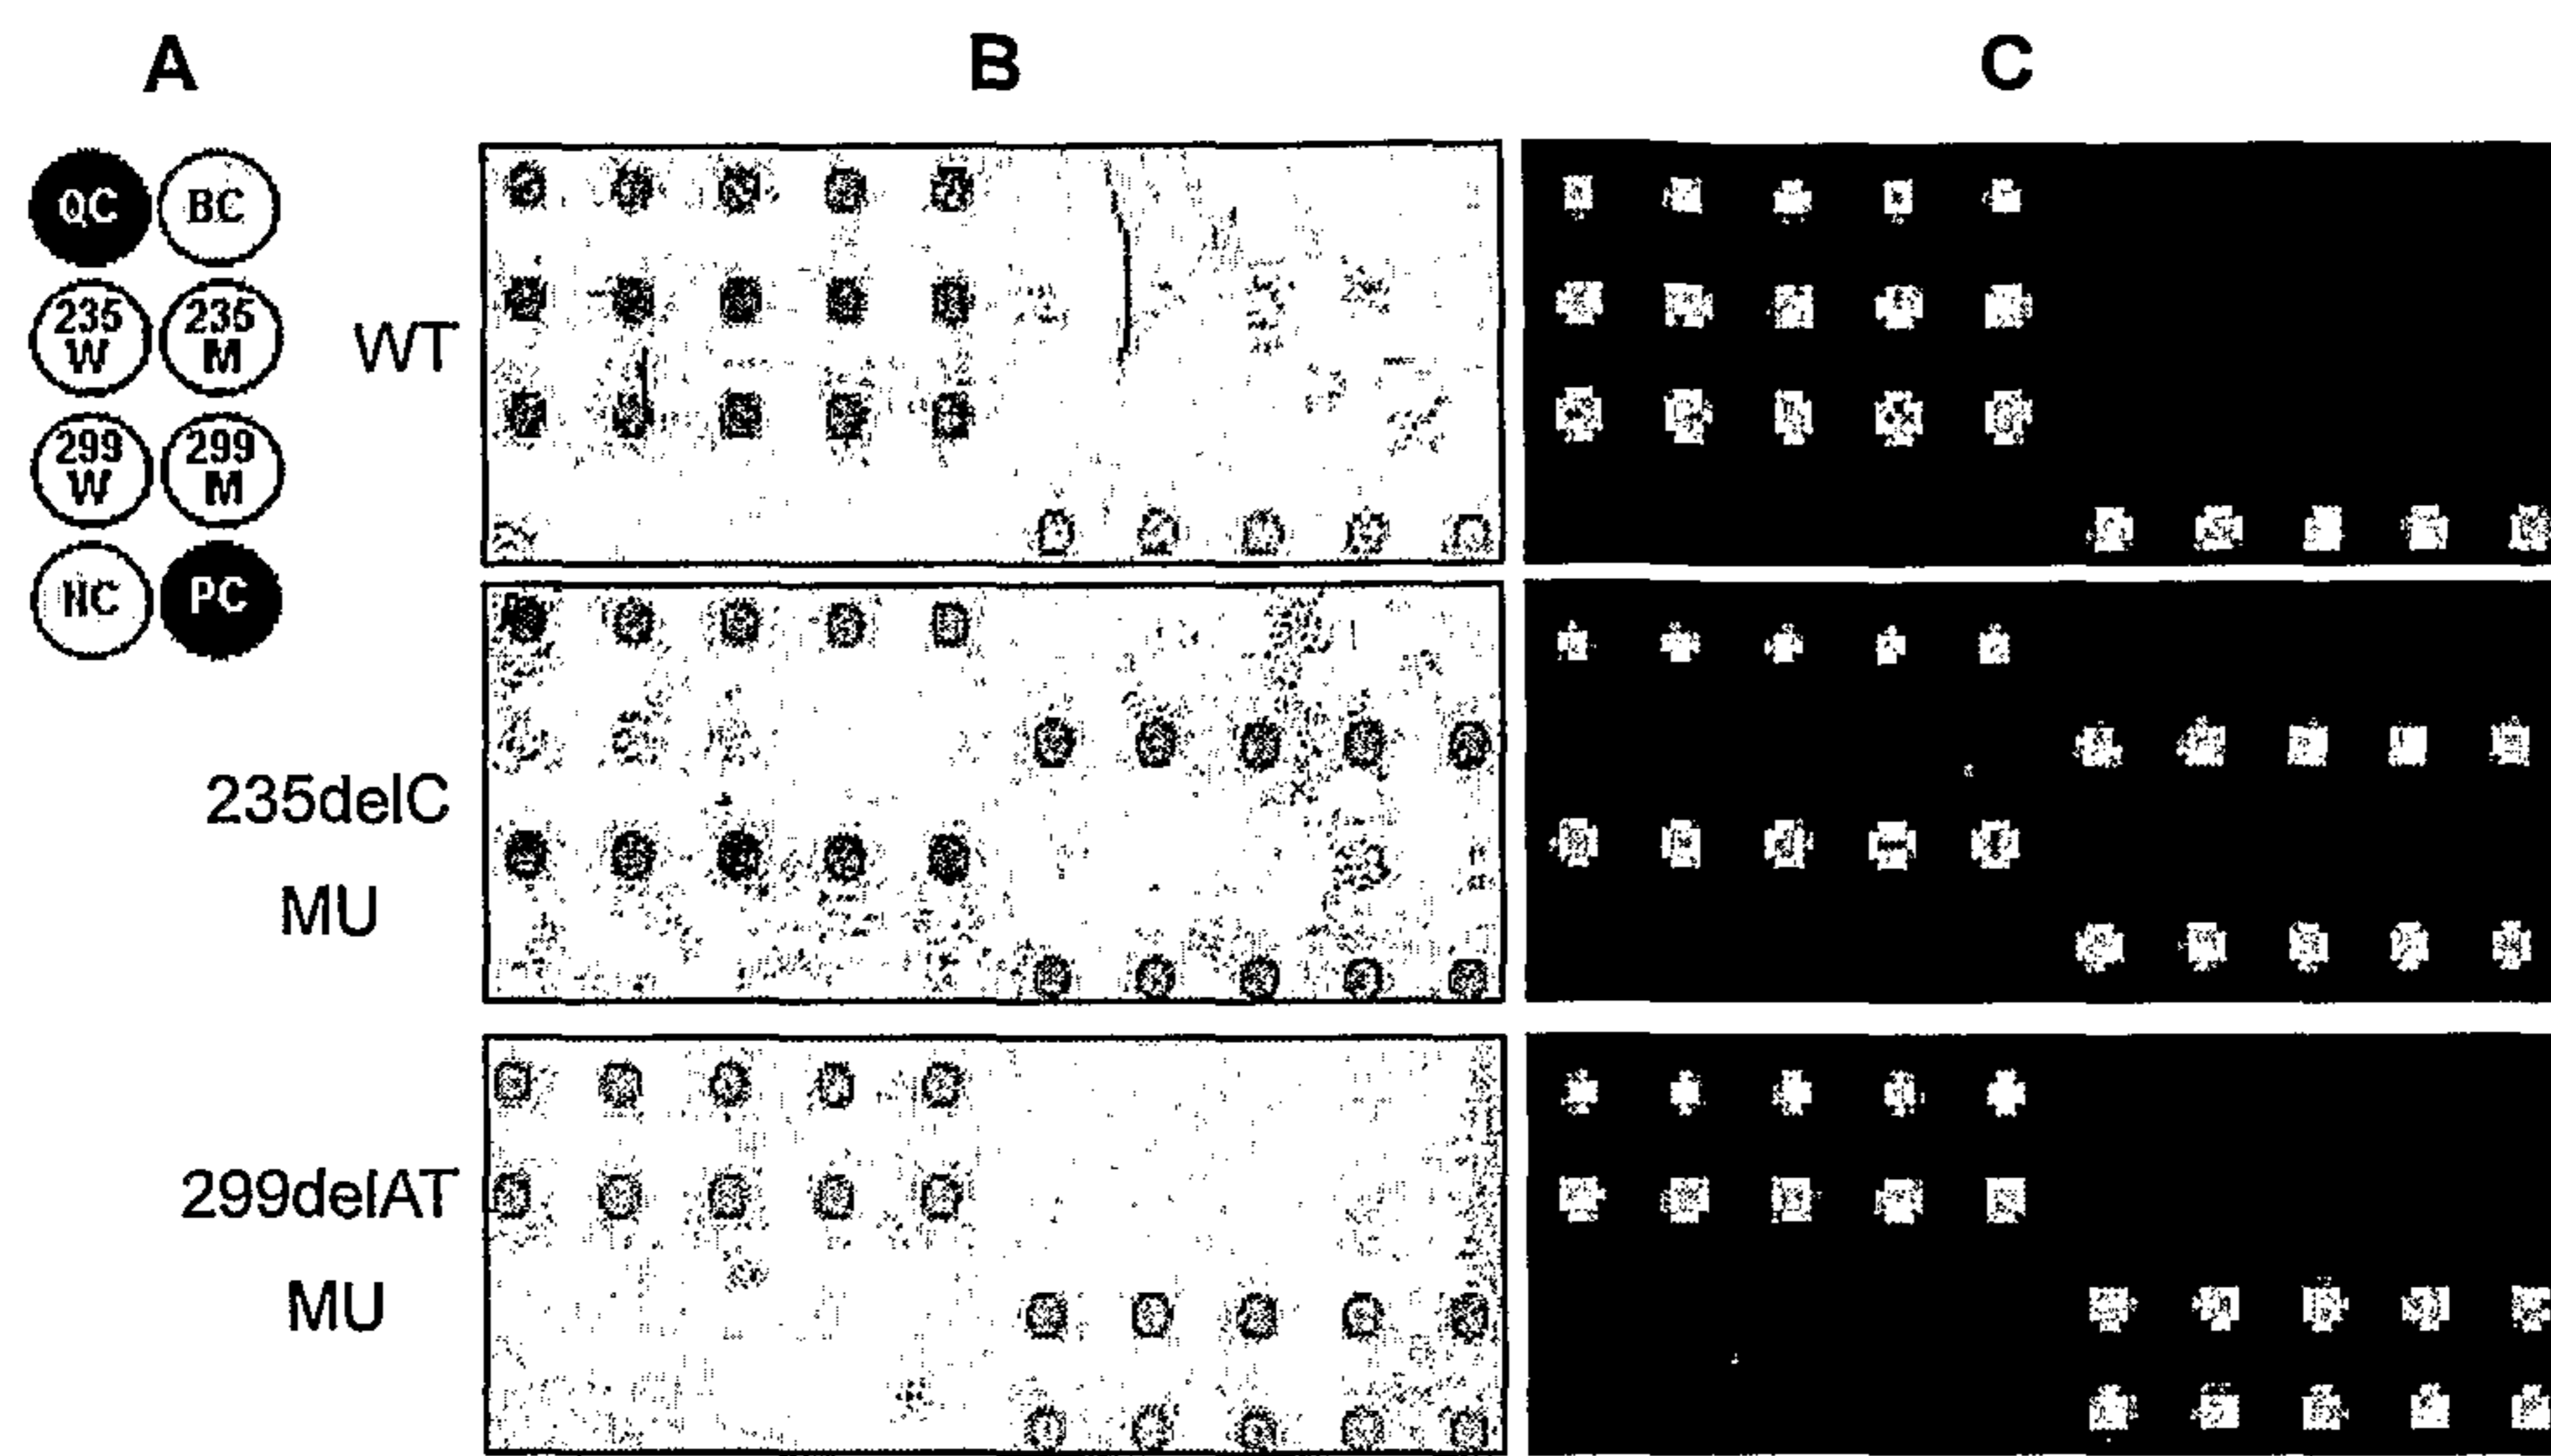 A B C
QC BC
235 W 235 M
299 W 299 M
NC PC
WT
235delC
MU
299delAT
MU